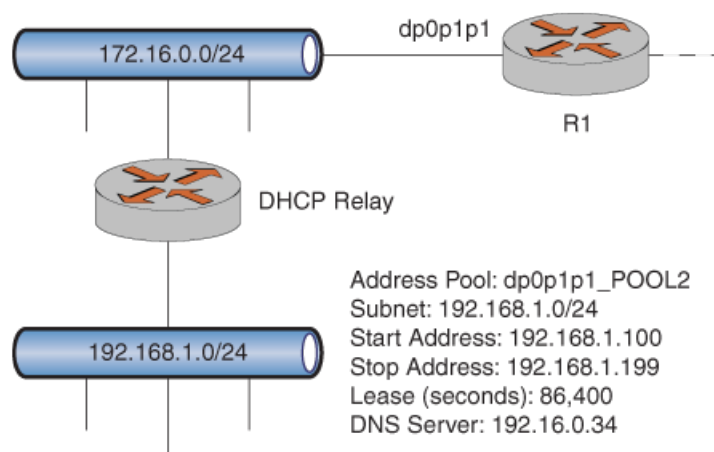 dp0p1p1
172.16.0.0/24
R1
DHCP Relay
Address Pool: dp0p1p1_POOL2
Subnet: 192.168.1.0/24
Start Address: 192.168.1.100
Stop Address: 192.168.1.199
Lease (seconds): 86,400
DNS Server: 192.16.0.34
192.168.1.0/24